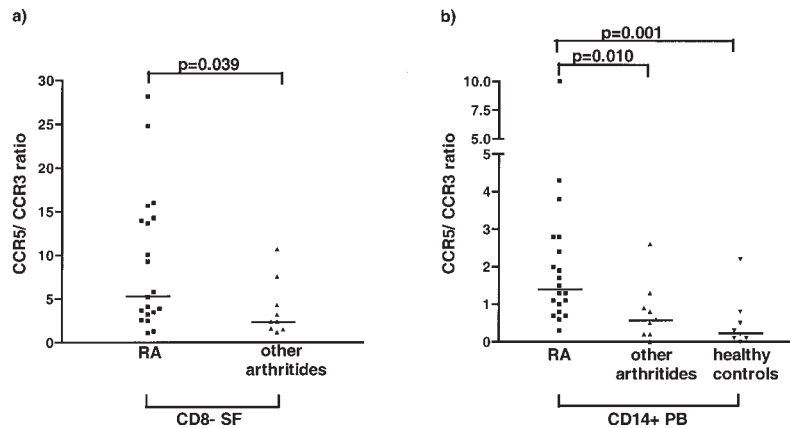 a)
p=0.039
30
25
20
15
10
5
0
CCR5/ CCR3 ratio
RA
other
arthritides
CD8- SF
b)
p=0.001
p=0.010
10.0
7.5
5.0
5
4
3
2
1
0
CCR5/ CCR3 ratio
RA
other
arthritides
healthy
controls
CD14+ PB